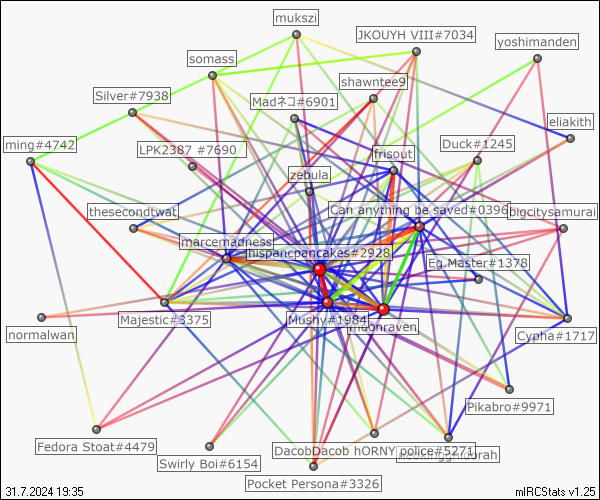 mukszi
JKOUYH VIII#7034
yoshimanden
somass
shawntee9
Silver#7938
Madネコ#6901
eliakith
ming#4742
LPK2387 #7690
frisout
Duck#1245
zebula
thesecondtwat
Can anything be saved#0396
bigcitysamurai
marcemadness
hispanicpancakes#2928
Eg.Master#1378
Majestic#3375
Mushy#1984
moonraven
normalwan
Cypha#1717
Pikabro#9971
Fedora Stoat#4479
DacobDacob hORNY police#5271
Swirly Boi#6154
Pocket Persona#3326
31.7.2024 19:35
mIRCStats v1.25